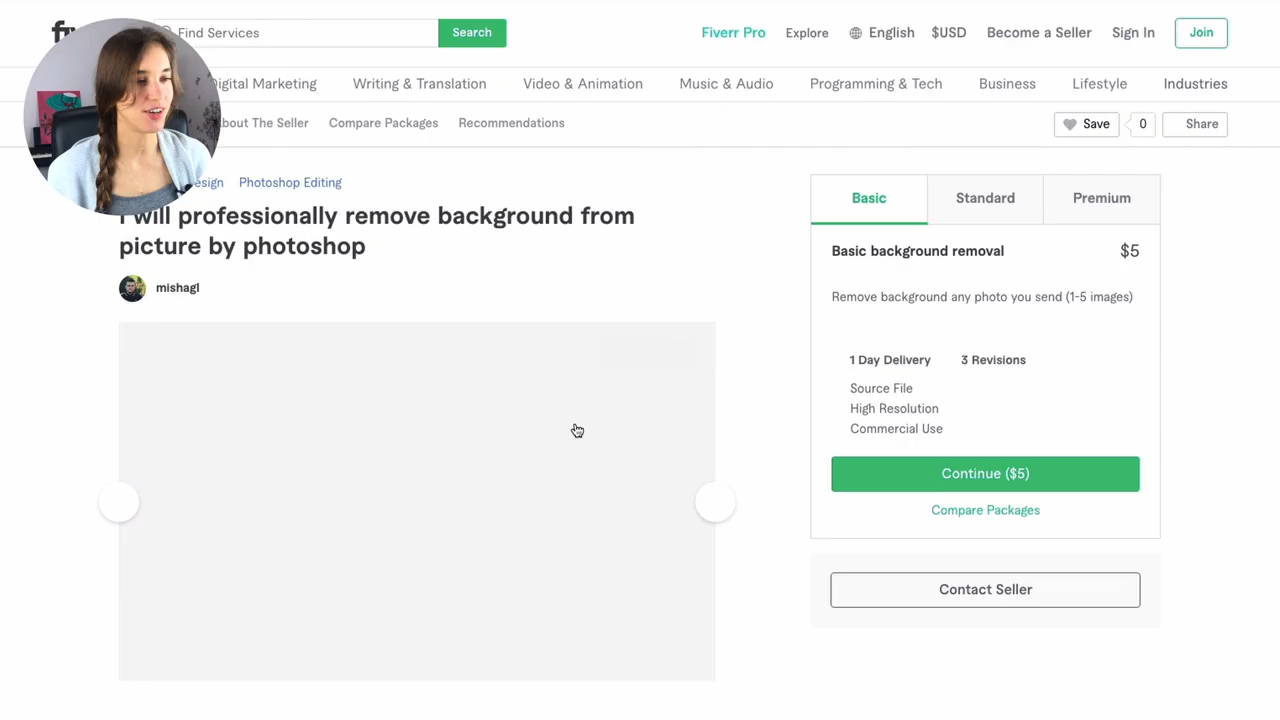 Find Services
Search
Fiverr Pro
Explore
English
$USD
Become a Seller
Sign In
Join
Digital Marketing
Writing & Translation
Video & Animation
Music & Audio
Programming & Tech
Business
Lifestyle
Industries
About The Seller
Compare Packages
Recommendations
Save
0
Share
Photoshop Editing
I will professionally remove background from
picture by photoshop
mishagl
Basic
Standard
Premium
Basic background removal
$5
Remove background any photo you send (1-5 images)
1 Day Delivery
3 Revisions
Source File
High Resolution
Commercial Use
Continue ($5)
Compare Packages
Contact Seller